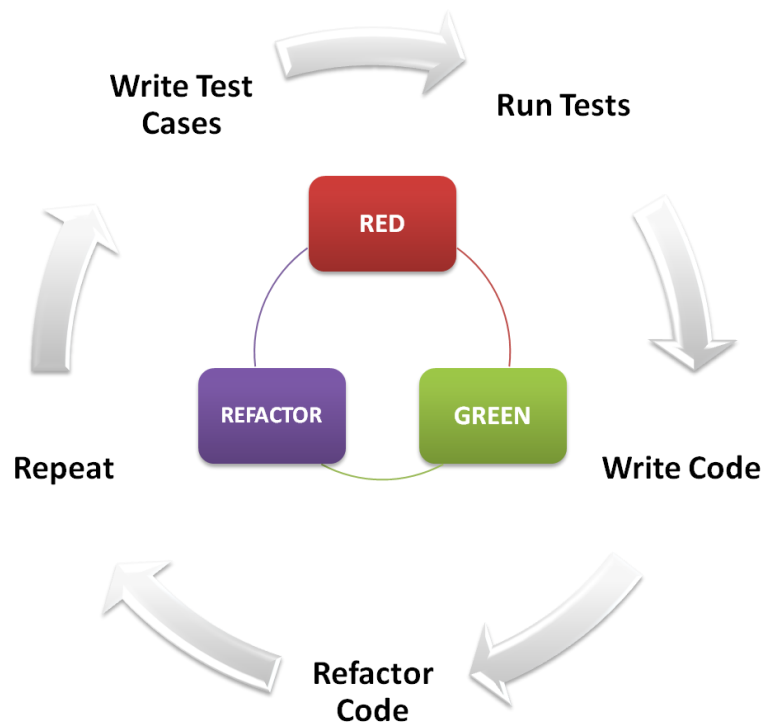 Write Test
Cases
Run Tests
RED
REFACTOR
GREEN
Repeat
Write Code
Refactor
Code